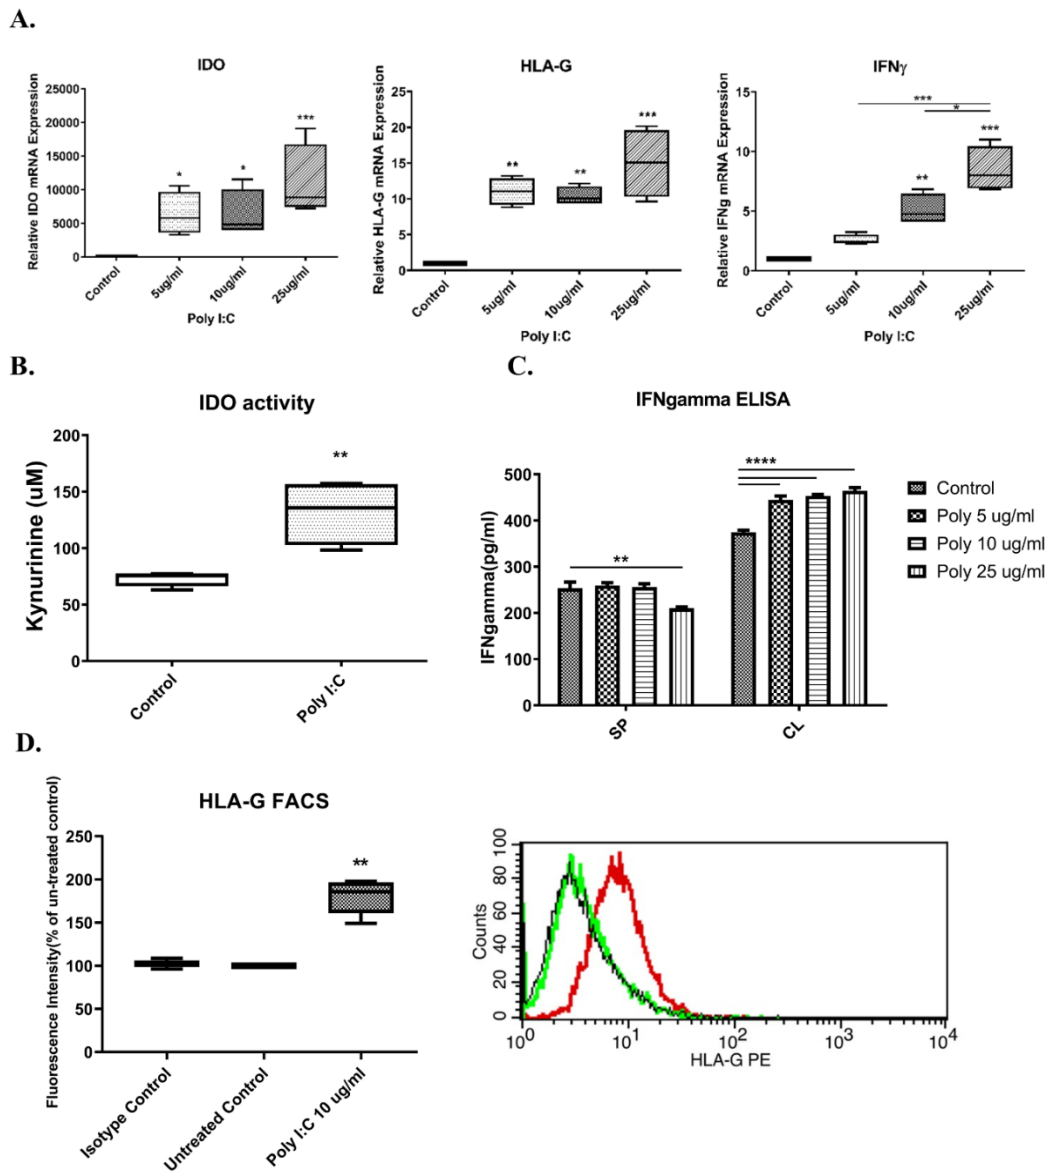 A.
IDO
Relative IDO mRNA Expression
25000
20000
15000
10000
5000
0
*
*
***
Control
5ug/ml
10ug/ml
25ug/ml
Poly I:C
HLA-G
Relative HLA-G mRNA Expression
25
20
15
10
5
0
**
**
***
Control
5ug/ml
10ug/ml
25ug/ml
Poly I:C
IFNγ
Relative IFNg mRNA Expression
15
10
5
0
***
*
**
***
Control
5ug/ml
10ug/ml
25ug/ml
Poly I:C
B.
IDO activity
Kynurinine (uM)
200
150
100
50
0
**
Control
Poly I:C
C.
IFNgamma ELISA
IFNgamma(pg/ml)
500
400
300
200
100
0
**
****
SP
CL
Control
Poly 5 ug/ml
Poly 10 ug/ml
Poly 25 ug/ml
D.
HLA-G FACS
Fluorescence Intensity(% of un-treated control)
250
200
150
100
50
0
**
Isotype Control
Untreated Control
Poly I:C 10 ug/ml
Counts
100
80
60
40
20
0
10⁰
10¹
10²
10³
10⁴
HLA-G PE